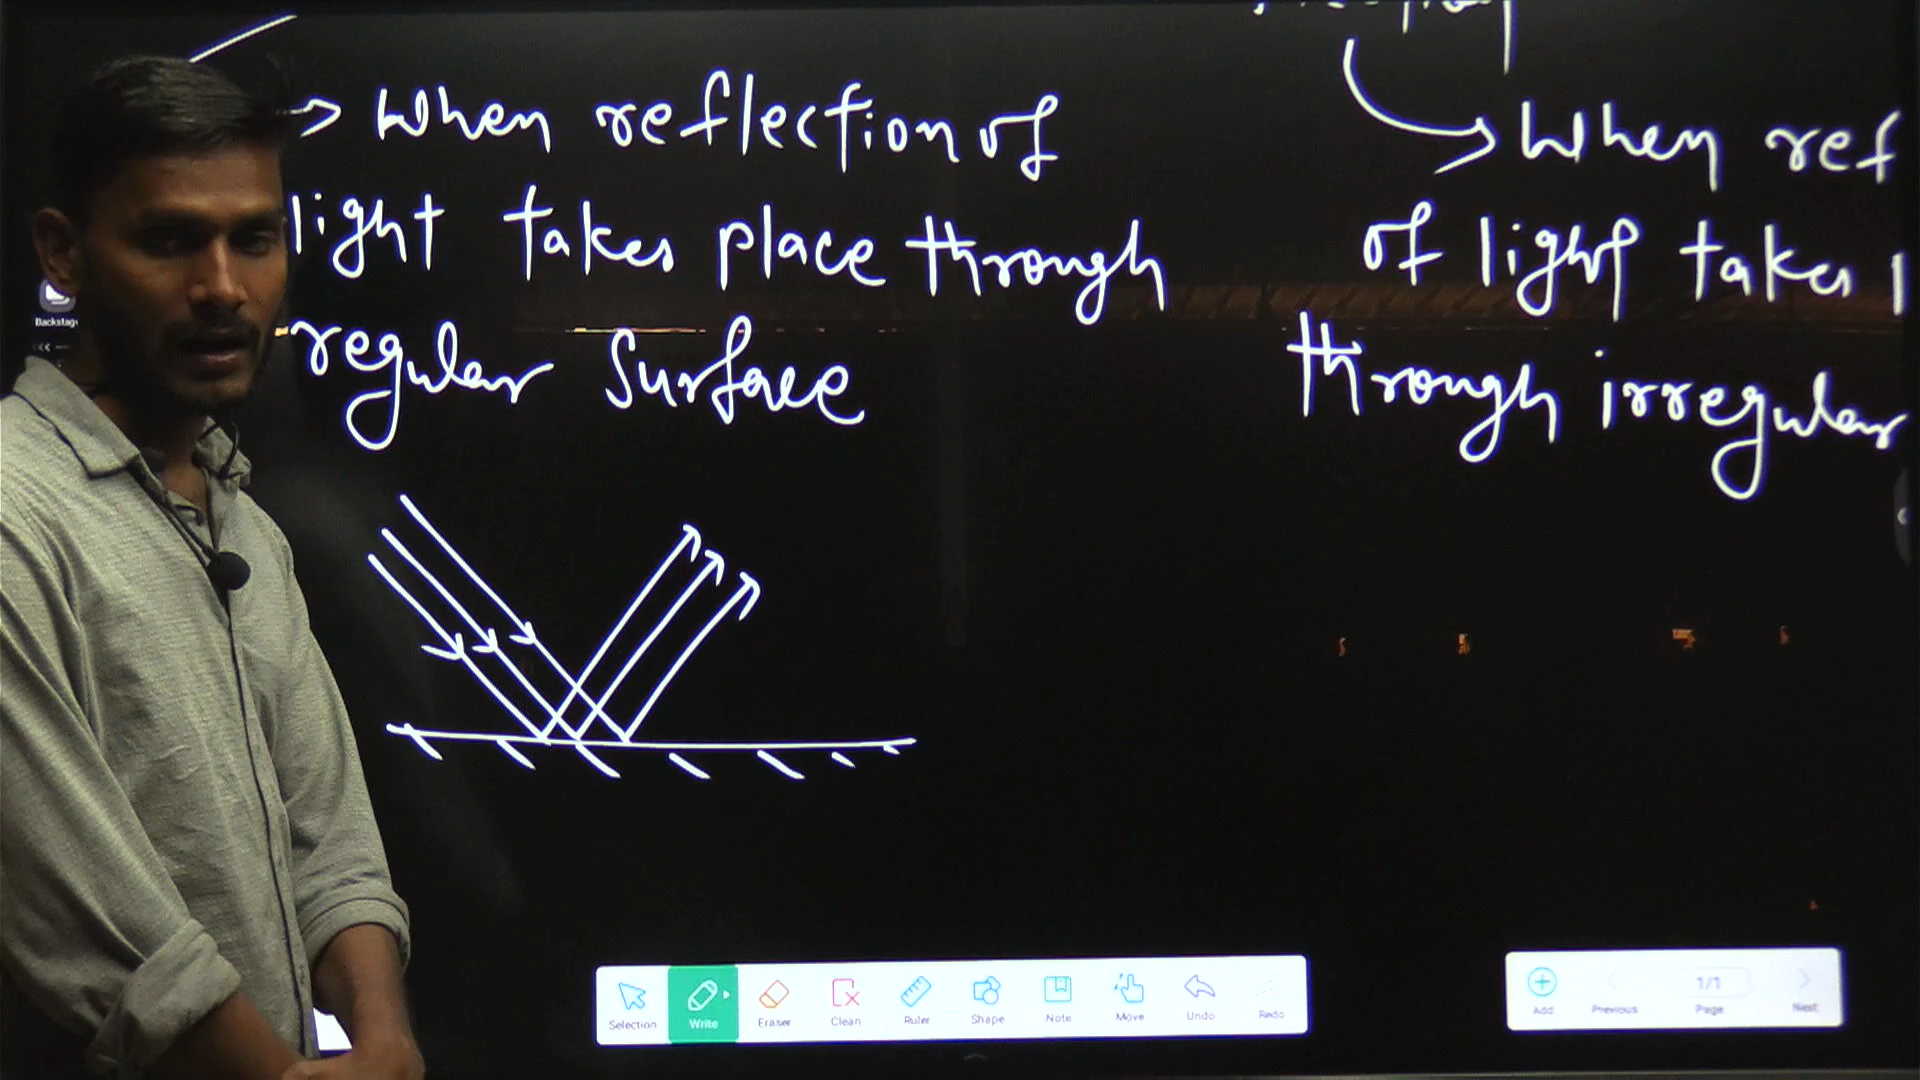 When reflection of
light takes place through
regular surface
When ref
of light takes
through irregular
Backstage
Selection
Write
Eraser
Clean
Ruler
Shape
Note
Move
Undo
Redo
Add
Previous
1/1
Page
Next